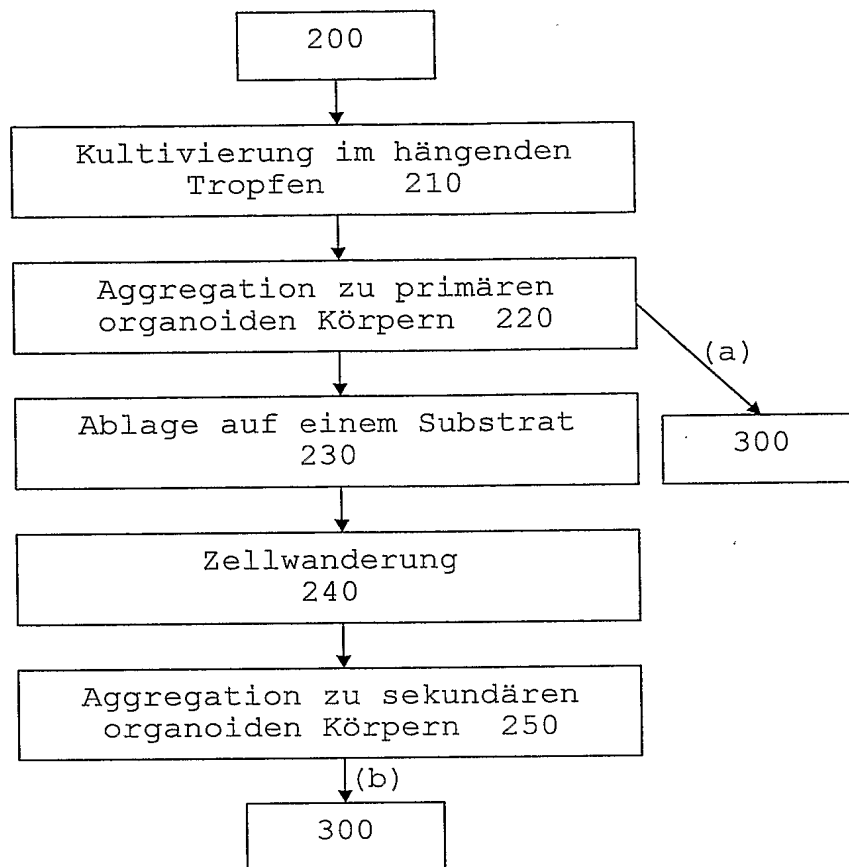 200
Kultivierung im hängenden
Tropfen 210
Aggregation zu primären
organoiden Körpern 220
(a)
Ablage auf einem Substrat
230
300
Zellwanderung
240
Aggregation zu sekundären
organoiden Körpern 250
(b)
300